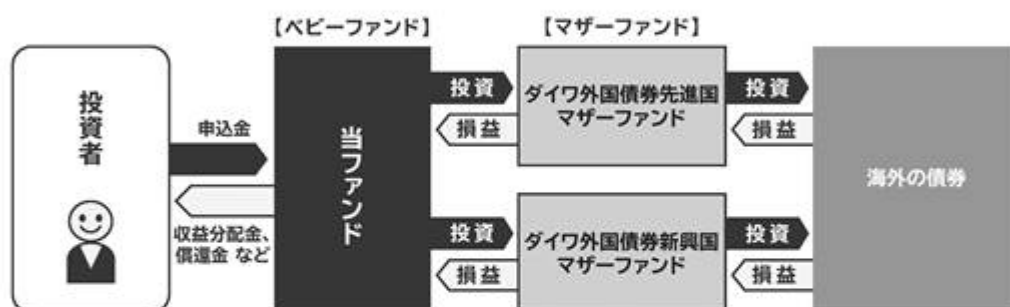 【ベビーファンド】
【マザーファンド】
投資者
申込金
収益分配金、
償還金 など
当ファンド
投資
損益
ダイワ外国債券先進国
マザーファンド
投資
損益
投資
損益
ダイワ外国債券新興国
マザーファンド
投資
損益
海外の債券